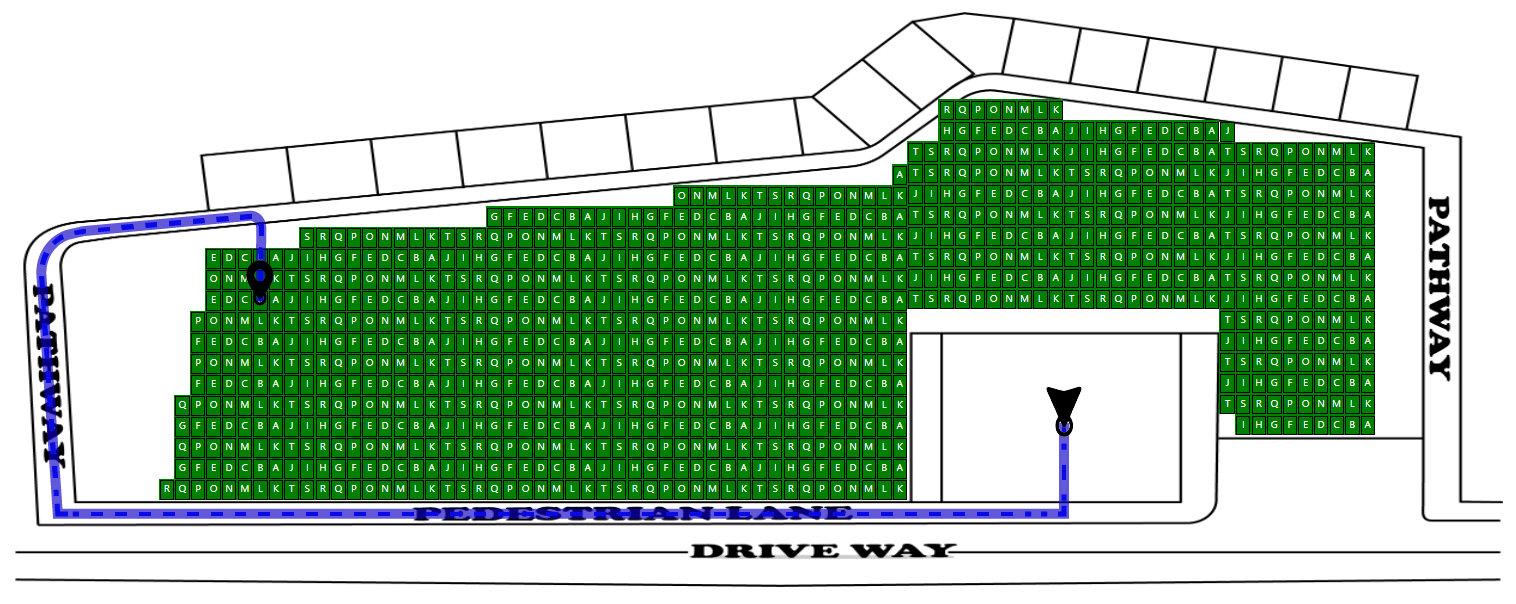 R Q P O N M L K
H G F E D C B A J I H G F E D C B A J
T S R Q P O N M L K J I H G F E D C B A T S R Q P O N M L K
A T S R Q P O N M L K T S R Q P O N M L K J I H G F E D C B A
O N M L K T S R Q P O N M L K J I H G F E D C B A J I H G F E D C B A T S R Q P O N M L K
G F E D C B A J I H G F E D C B A J I H G F E D C B A T S R Q P O N M L K T S R Q P O N M L K J I H G F E D C B A
S R Q P O N M L K T S R Q P O N M L K T S R Q P O N M L K T S R Q P O N M L K J I H G F E D C B A J I H G F E D C B A T S R Q P O N M L K
E D C A J I H G F E D C B A J I H G F E D C B A J I H G F E D C B A J I H G F E D C B A T S R Q P O N M L K T S R Q P O N M L K J I H G F E D C B A
O N M K T S R Q P O N M L K T S R Q P O N M L K T S R Q P O N M L K T S R Q P O N M L K J I H G F E D C B A J I H G F E D C B A T S R Q P O N M L K
E D C A J I H G F E D C B A J I H G F E D C B A J I H G F E D C B A J I H G F E D C B A T S R Q P O N M L K T S R Q P O N M L K J I H G F E D C B A
P O N M L K T S R Q P O N M L K T S R Q P O N M L K T S R Q P O N M L K T S R Q P O N M L K T S R Q P O N M L K
F E D C B A J I H G F E D C B A J I H G F E D C B A J I H G F E D C B A J I H G F E D C B A J I H G F E D C B A
P O N M L K T S R Q P O N M L K T S R Q P O N M L K T S R Q P O N M L K T S R Q P O N M L K T S R Q P O N M L K
F E D C B A J I H G F E D C B A J I H G F E D C B A J I H G F E D C B A J I H G F E D C B A J I H G F E D C B A
Q P O N M L K T S R Q P O N M L K T S R Q P O N M L K T S R Q P O N M L K T S R Q P O N M L K T S R Q P O N M L K
G F E D C B A J I H G F E D C B A J I H G F E D C B A J I H G F E D C B A J I H G F E D C B A I H G F E D C B A
Q P O N M L K T S R Q P O N M L K T S R Q P O N M L K T S R Q P O N M L K T S R Q P O N M L K
G F E D C B A J I H G F E D C B A J I H G F E D C B A J I H G F E D C B A J I H G F E D C B A
R Q P O N M L K T S R Q P O N M L K T S R Q P O N M L K T S R Q P O N M L K T S R Q P O N M L K
PATHWAY
PATHWAY
PEDESTRIAN LANE
DRIVE WAY